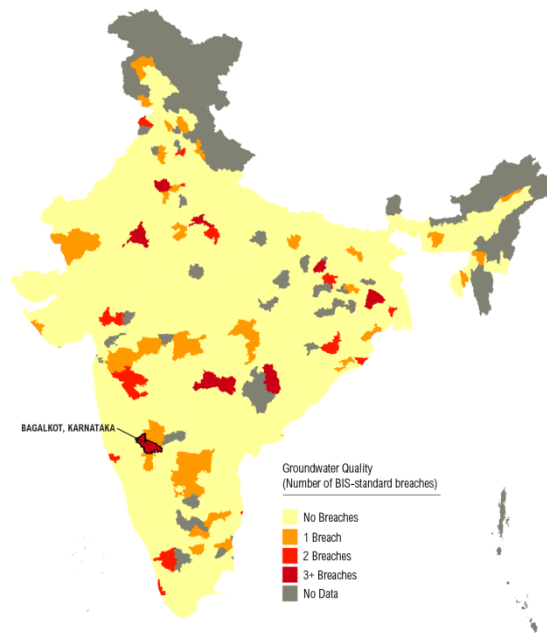 BAGALKOT, KARNATAKA
Groundwater Quality
(Number of BIS-standard breaches)
No Breaches
1 Breach
2 Breaches
3+ Breaches
No Data